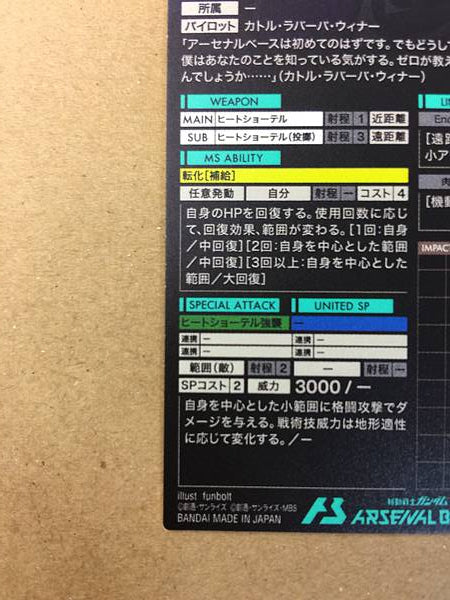 所属 ー
パイロット カトル・ラバーバ・ウィナー
「アーセナルベースは初めてのはずです。でもどうして
僕はあなたのことを知っている気がする。ゼロが教え
んでしょうか……」(カトル・ラバーバ・ウィナー)
WEAPON
MAIN ヒートショーテル 射程 1 近距離
SUB ヒートショーテル(投擲) 射程 3 遠距離
MS ABILITY
転化[補給]
任意発動 自分 射程 ー コスト 4
自身のHPを回復する。使用回数に応じ
て、回復効果、範囲が変わる。[1回:自身
/中回復][2回:自身を中心とした範囲
/中回復][3回以上:自身を中心とした
範囲/大回復]
SPECIAL ATTACK UNITED SP
ヒートショーテル強襲 ー
連携 ー 連携 ー
連携 ー 連携 ー
範囲(敵) 射程 2 ー 射程 ー
SPコスト 2 威力 3000/ー
自身を中心とした小範囲に格闘攻撃でダ
メージを与える。戦術技威力は地形適性
に応じて変化する。/ー
LIN
[遠距
小ア
[機動
IMPACT
illust funbolt
©創通・サンライズ ©創通・サンライズ・MBS
BANDAI MADE IN JAPAN
機動戦士ガンダム
ARSENAL B